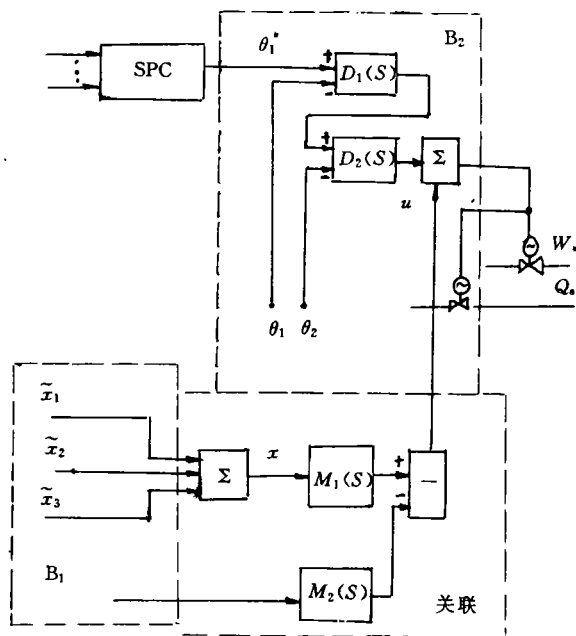 B₂
θ₁*
SPC
+
D₁(S)
-
+
D₂(S)
-
Σ
u
θ₁
θ₂
x̃₁
x̃₂
x̃₃
Σ
x
M₁(S)
+
-
—
B₁
M₂(S)
关联